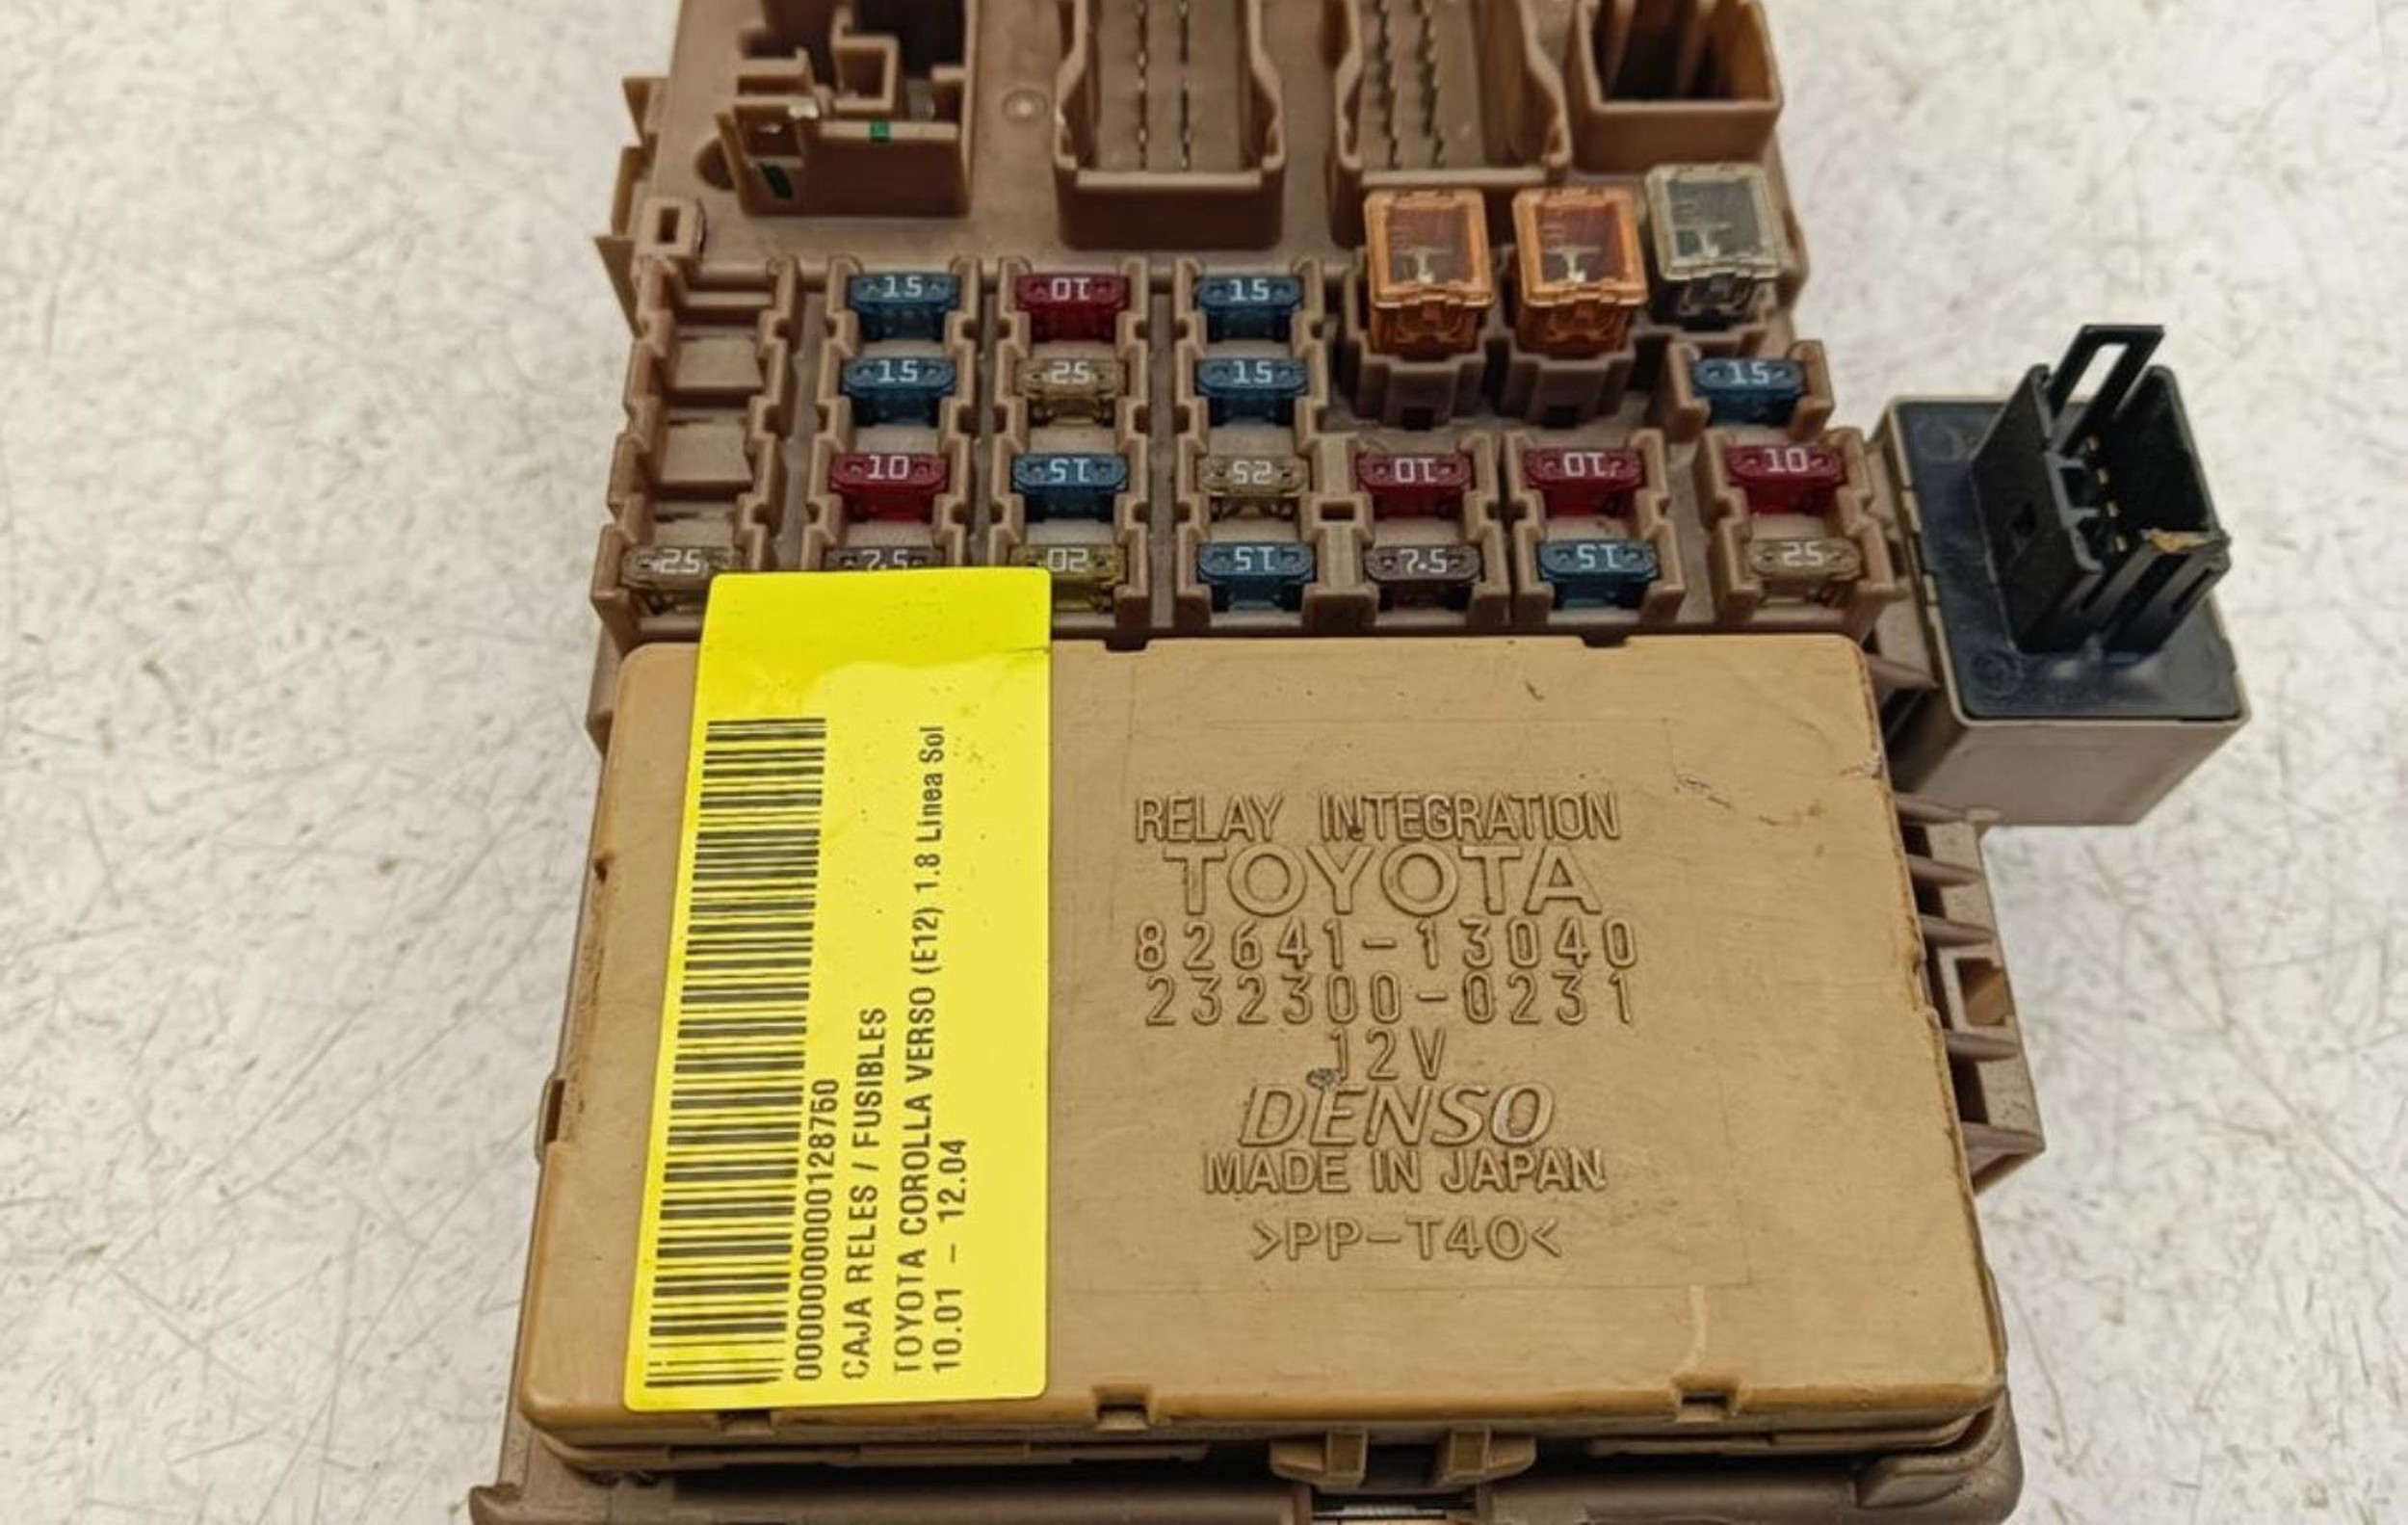 15 10 15
15 25 15 15
10 15 25 10 10 10
25 7.5 20 15 7.5 15 25
CAJA RELES / FUSIBLES
TOYOTA COROLLA VERSO (E12) 1.8 Linea Sol
10.01 - 12.04
RELAY INTEGRATION
TOYOTA
82641-13040
232300-0231
12V
DENSO
MADE IN JAPAN
>PP-T40<